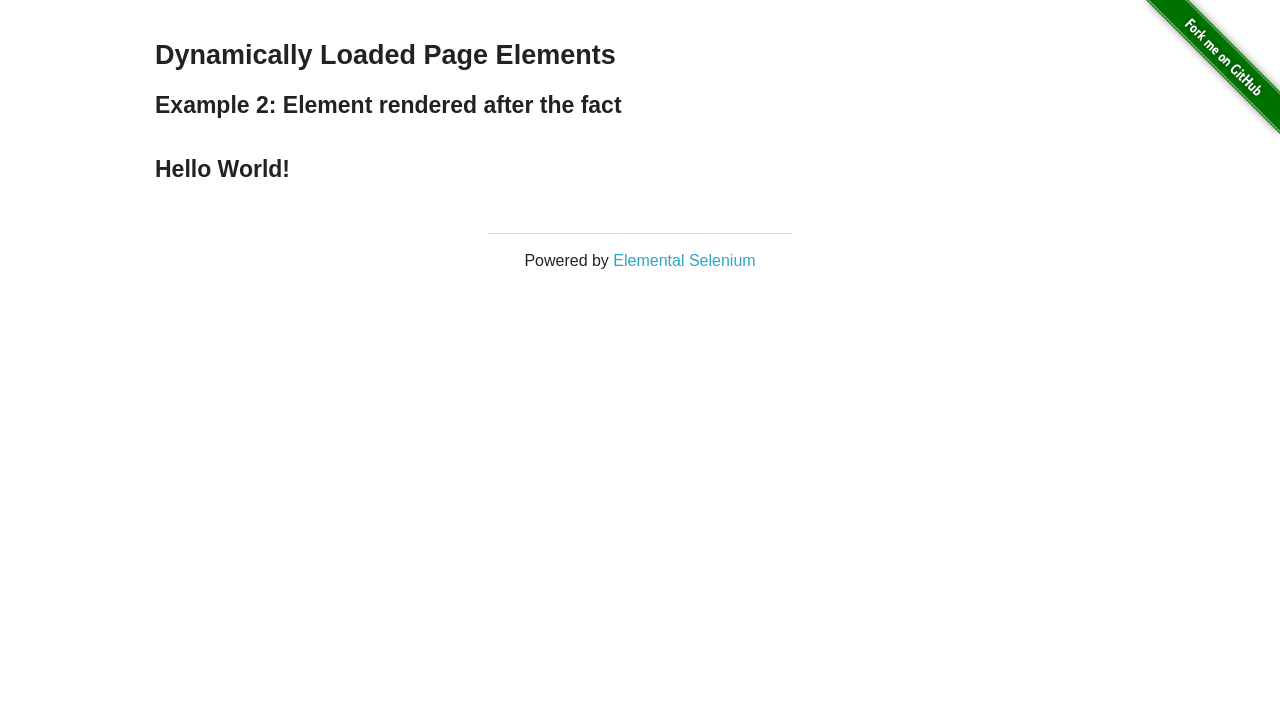 Dynamically Loaded Page Elements
Example 2: Element rendered after the fact
Hello World!
Powered by Elemental Selenium
Fork me on GitHub